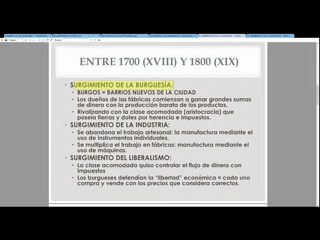 ENTRE 1700 (XVIII) Y 1800 (XIX)
SURGIMIENTO DE LA BURGUESÍA:
BURGOS = BARRIOS NUEVOS DE LA CIUDAD
Los dueños de las fábricas comienzan a ganar grandes sumas
de dinero con la producción barata de los productos.
Rivalizando con la clase acomodada (aristocracia) que
poseía tierras y dotes por herencia e impuestos.
SURGIMIENTO DE LA INDUSTRIA:
Se abandona el trabajo artesanal: la manufactura mediante el
uso de instrumentos individuales.
Se multiplica el trabajo en fábricas: manufactura mediante el
uso de máquinas.
SURGIMIENTO DEL LIBERALISMO:
La clase acomodada quiso controlar el flujo de dinero con
impuestos
Los burgueses defendían la "libertad" económica = cada uno
compra y vende con los precios que considera correctos.